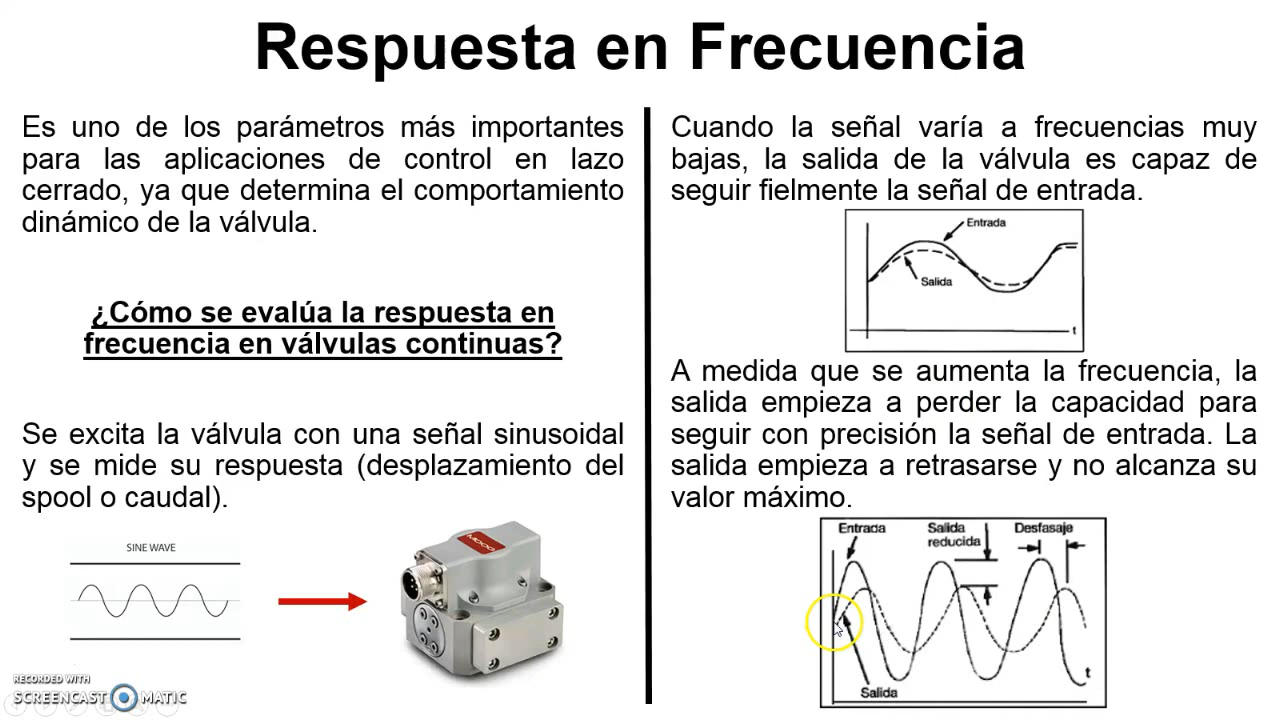 Respuesta en Frecuencia
Es uno de los parámetros más importantes
para las aplicaciones de control en lazo
cerrado, ya que determina el comportamiento
dinámico de la válvula.
¿Cómo se evalúa la respuesta en
frecuencia en válvulas continuas?
Se excita la válvula con una señal sinusoidal
y se mide su respuesta (desplazamiento del
spool o caudal).
SINE WAVE
MOOG
RECORDED WITH
SCREENCAST MATIC
Cuando la señal varía a frecuencias muy
bajas, la salida de la válvula es capaz de
seguir fielmente la señal de entrada.
Entrada
Salida
t
A medida que se aumenta la frecuencia, la
salida empieza a perder la capacidad para
seguir con precisión la señal de entrada. La
salida empieza a retrasarse y no alcanza su
valor máximo.
Entrada
Salida
reducida
Desfasaje
t
Salida